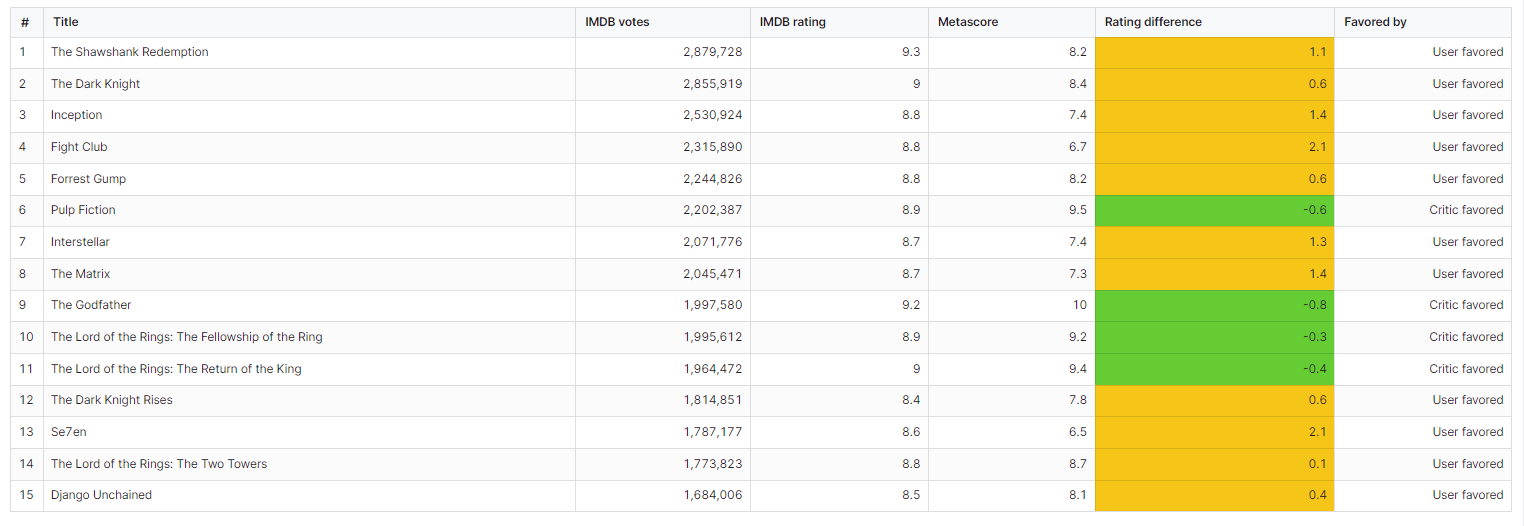 # Title IMDB votes IMDB rating Metascore Rating difference Favored by
1 The Shawshank Redemption 2,879,728 9.3 8.2 1.1 User favored
2 The Dark Knight 2,855,919 9 8.4 0.6 User favored
3 Inception 2,530,924 8.8 7.4 1.4 User favored
4 Fight Club 2,315,890 8.8 6.7 2.1 User favored
5 Forrest Gump 2,244,826 8.8 8.2 0.6 User favored
6 Pulp Fiction 2,202,387 8.9 9.5 -0.6 Critic favored
7 Interstellar 2,071,776 8.7 7.4 1.3 User favored
8 The Matrix 2,045,471 8.7 7.3 1.4 User favored
9 The Godfather 1,997,580 9.2 10 -0.8 Critic favored
10 The Lord of the Rings: The Fellowship of the Ring 1,995,612 8.9 9.2 -0.3 Critic favored
11 The Lord of the Rings: The Return of the King 1,964,472 9 9.4 -0.4 Critic favored
12 The Dark Knight Rises 1,814,851 8.4 7.8 0.6 User favored
13 Se7en 1,787,177 8.6 6.5 2.1 User favored
14 The Lord of the Rings: The Two Towers 1,773,823 8.8 8.7 0.1 User favored
15 Django Unchained 1,684,006 8.5 8.1 0.4 User favored